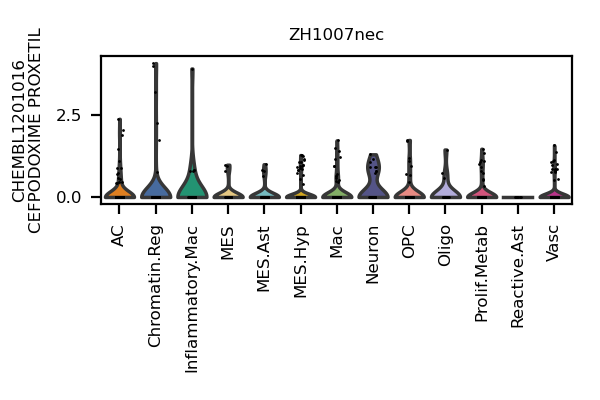 ZH1007nec
CHEMBL1201016
CEFPODOXIME PROXETIL
2.5
0.0
AC
Chromatin.Reg
Inflammatory.Mac
MES
MES.Ast
MES.Hyp
Mac
Neuron
OPC
Oligo
Prolif.Metab
Reactive.Ast
Vasc